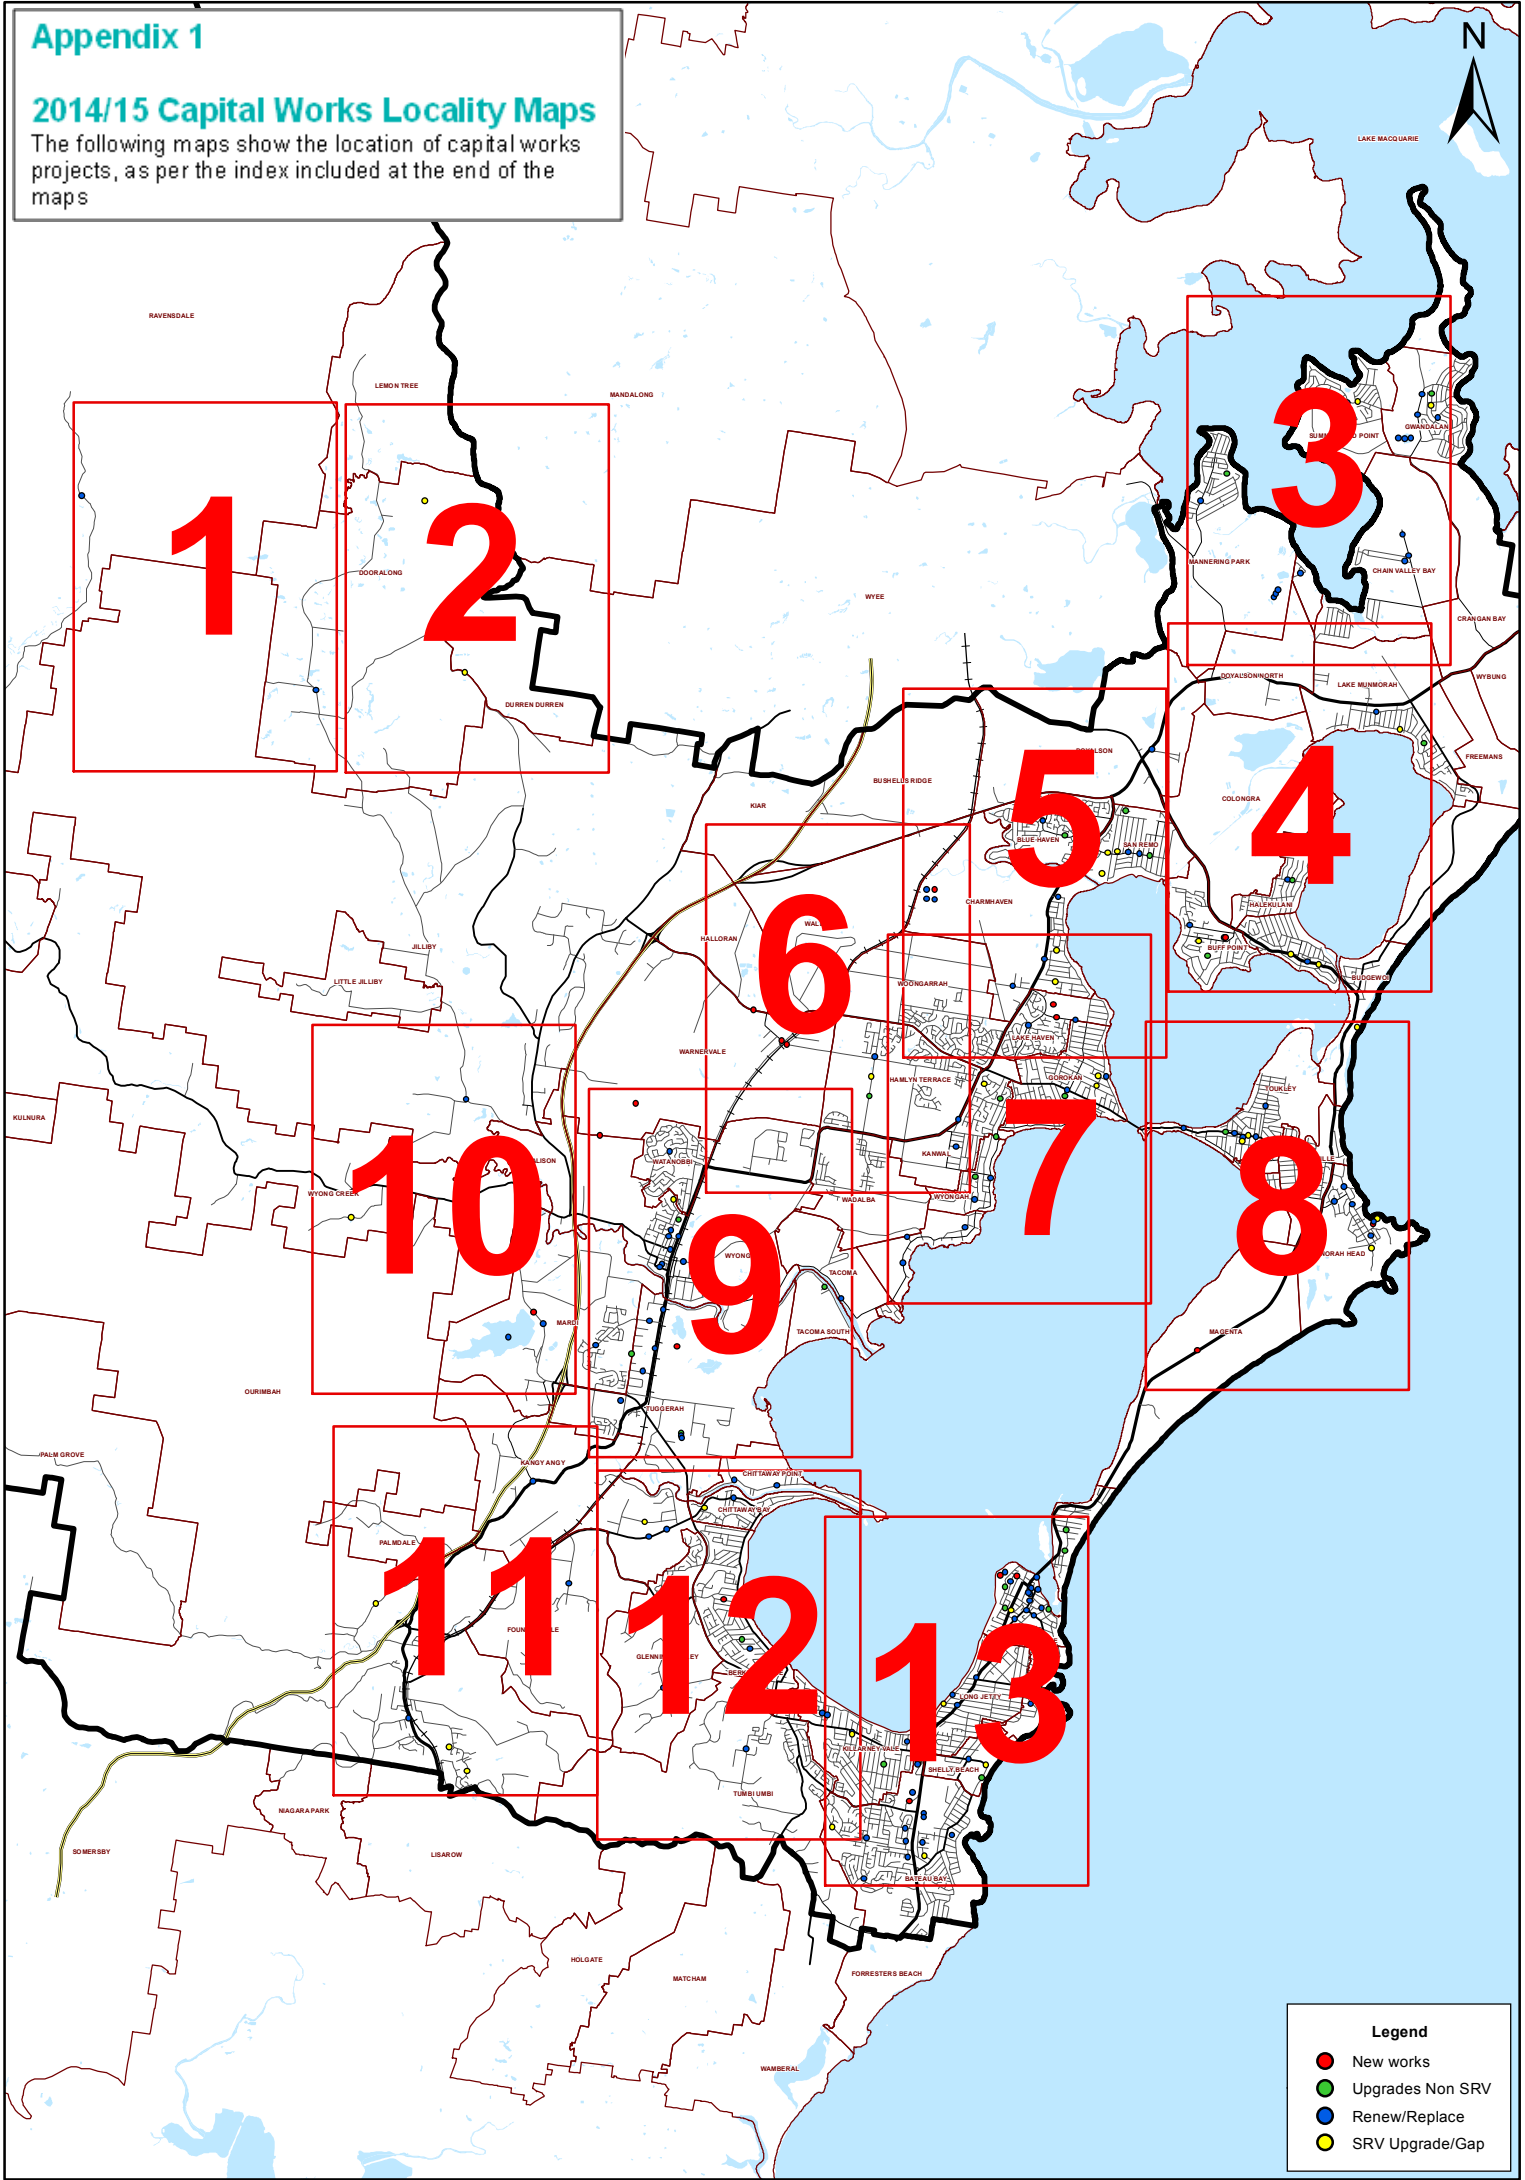 Appendix 1
2014/15 Capital Works Locality Maps
The following maps show the location of capital works
projects, as per the index included at the end of the
maps
N
LAKE MACQUARIE
RAVENSDALE
LEMON TREE
MANDALONG
3
GWANDALAN
POINT
1
2
DOORALONG
MANNERING PARK
CHAIN VALLEY BAY
WYEE
CRANGAN BAY
DURREN DURREN
DOYALSON NORTH
LAKE MUNMORAH
WYBUNG
5
4
BUSHELLS RIDGE
FREEMANS
KIAR
COLONGRA
BLUE HAVEN
SAN REMO
6
CHARMHAVEN
HALEKULANI
HALLORAN
JILLIBY
BUFF POINT
LITTLE JILLIBY
WOONGARRAH
BUDGEWOI
LAKE HAVEN
WARNERVALE
HAMLYN TERRACE
GOROKAN
TOUKLEY
KULNURA
7
8
10
WATANOBBI
KANWAL
WYONG CREEK
WADALBA
WYONGAH
9
WYONG
NORAH HEAD
TACOMA
MARDI
TACOMA SOUTH
MAGENTA
OURIMBAH
TUGGERAH
PALM GROVE
KANGY ANGY
CHITTAWAY POINT
CHITTAWAY BAY
PALMDALE
11
12
13
LONG JETTY
KILLARNEY VALE
SHELLY BEACH
TUMBI UMBI
NIAGARA PARK
SOMERSBY
LISAROW
BATEAU BAY
HOLGATE
MATCHAM
FORRESTERS BEACH
WAMBERAL
Legend
New works
Upgrades Non SRV
Renew/Replace
SRV Upgrade/Gap